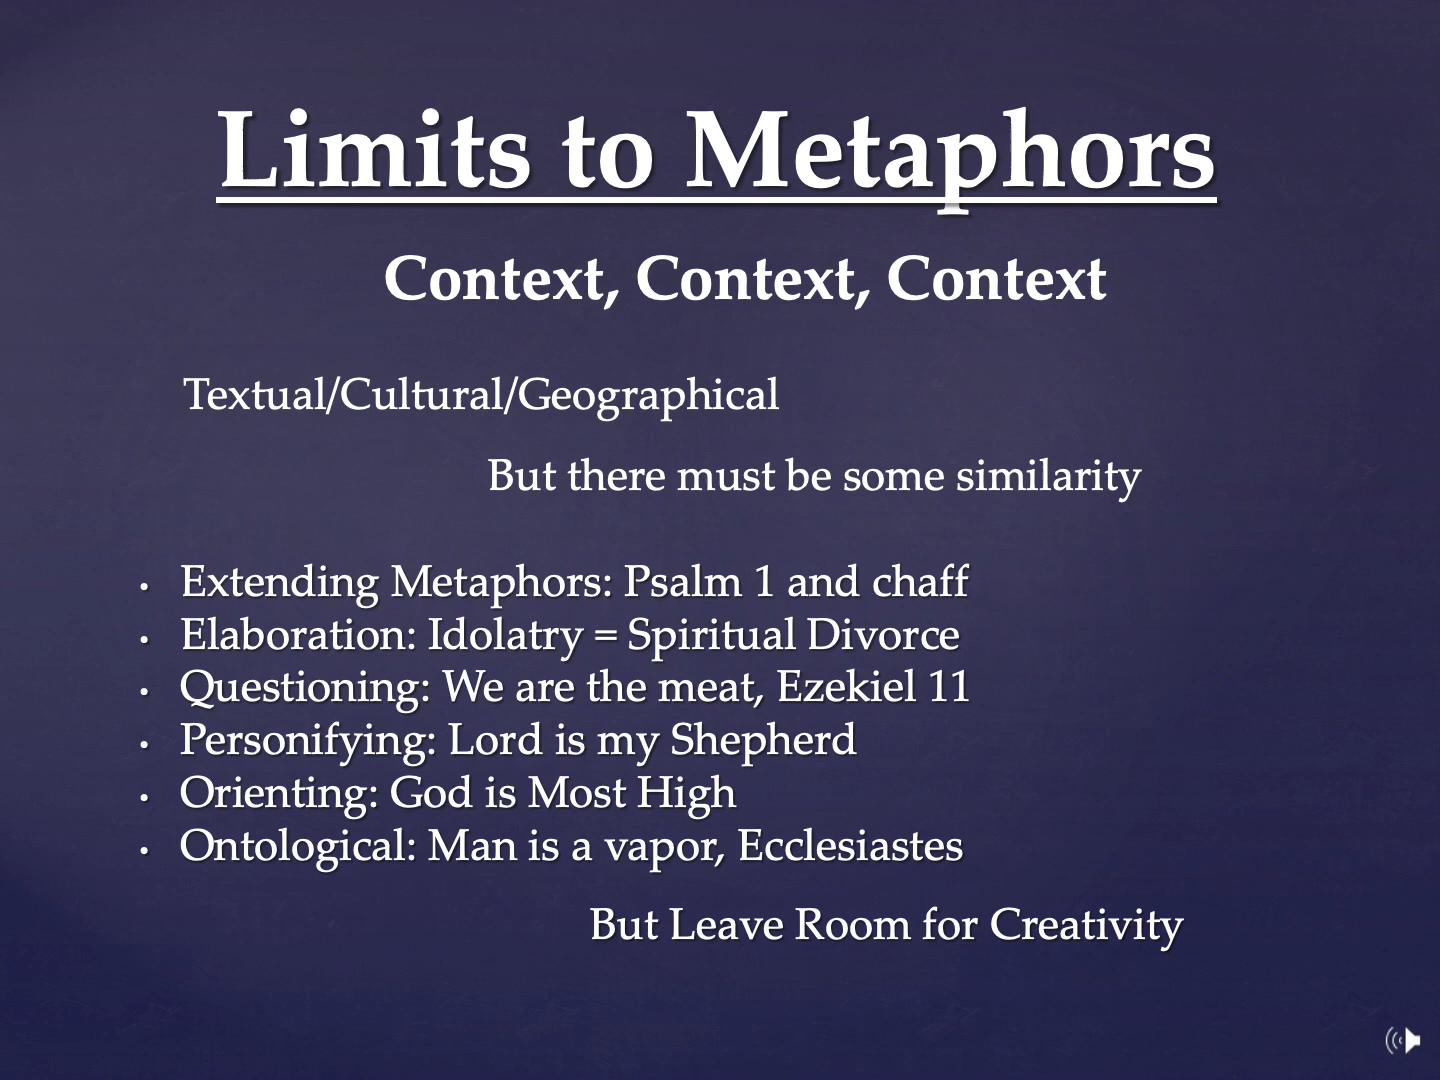 Limits to Metaphors
Context, Context, Context
Textual/Cultural/Geographical
But there must be some similarity
• Extending Metaphors: Psalm 1 and chaff
• Elaboration: Idolatry = Spiritual Divorce
• Questioning: We are the meat, Ezekiel 11
• Personifying: Lord is my Shepherd
• Orienting: God is Most High
• Ontological: Man is a vapor, Ecclesiastes
But Leave Room for Creativity